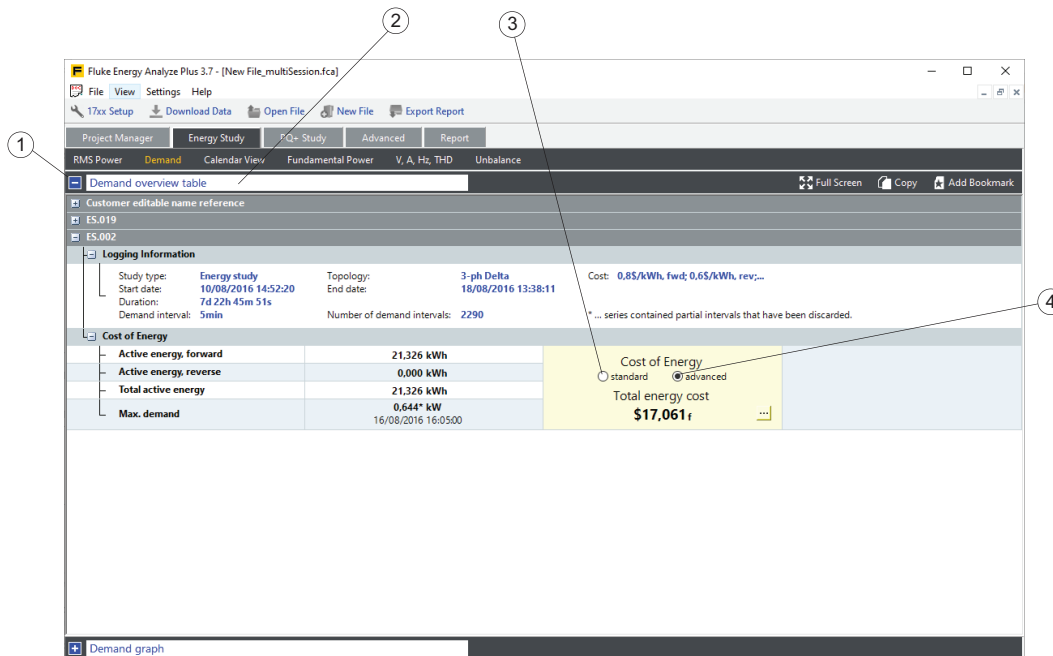 2
3
Fluke Energy Analyze Plus 3.7 - [New File_multiSession.fca]
File View Settings Help
17xx Setup Download Data Open File New File Export Report
1
Project Manager Energy Study PQ+ Study Advanced Report
RMS Power Demand Calendar View Fundamental Power V, A, Hz, THD Unbalance
Demand overview table Full Screen Copy Add Bookmark
Customer editable name reference
ES.019
ES.002
Logging Information
Study type: Energy study Topology: 3-ph Delta Cost: 0,8$/kWh, fwd; 0,6$/kWh, rev;...
Start date: 10/08/2016 14:52:20 End date: 18/08/2016 13:38:11
Duration: 7d 22h 45m 51s
4
Demand interval: 5min Number of demand intervals: 2290 * ... series contained partial intervals that have been discarded.
Cost of Energy
Active energy, forward 21,326 kWh
Active energy, reverse 0,000 kWh
Total active energy 21,326 kWh
Max. demand 0,644* kW
16/08/2016 16:05:00
Cost of Energy
standard advanced
Total energy cost
$17,061 f ...
Demand graph